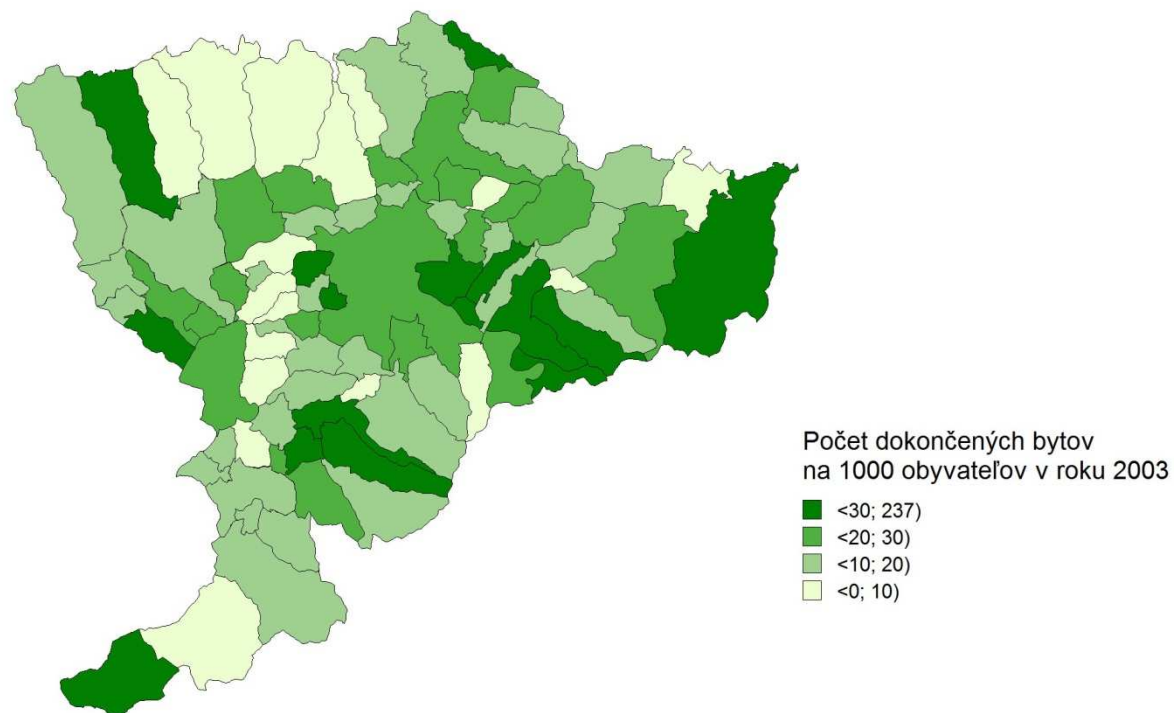 Počet dokončených bytov
na 1000 obyvateľov v roku 2003
<30; 237)
<20; 30)
<10; 20)
<0; 10)